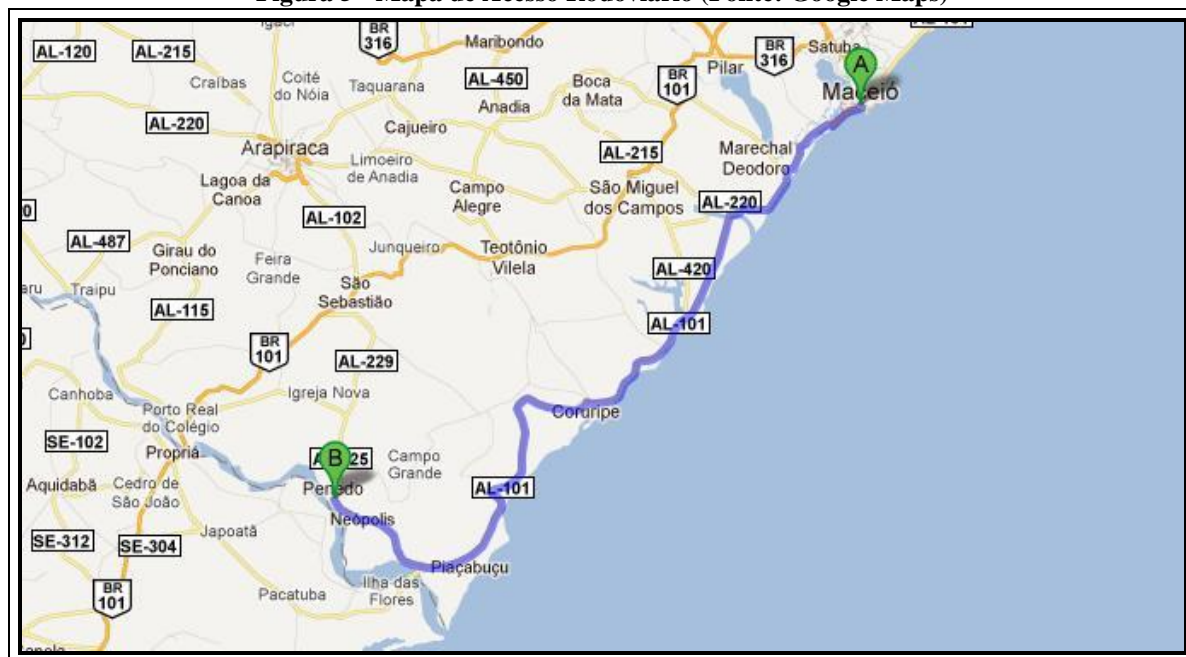 Figura 3 - Mapa de Acesso Rodoviário (Fonte: Google Maps)
BR 316
Maribondo
AL-120
AL-215
Craíbas
Coité
do Nóia
Taquarana
AL-450
Anadia
Boca
da Mata
BR 101
Pilar
BR 316
Satuba
A
Maceió
AL-220
Cajueiro
Arapiraca
Limoeiro
de Anadia
AL-215
Marechal
Deodoro
Lagoa da
Canoa
Campo
Alegre
São Miguel
dos Campos
AL-220
AL-102
AL-487
Girau do
Ponciano
Feira
Grande
Junqueiro
Teotônio
Vilela
AL-420
Traipu
São
Sebastião
AL-115
AL-101
BR 101
AL-229
Canhoba
Igreja Nova
Porto Real
do Colégio
Coruripe
SE-102
Propriá
B
25
Campo
Grande
Aquidabã
Cedro de
São João
Penedo
AL-101
Neópolis
SE-312
SE-304
Japoatã
Piaçabuçu
BR 101
Pacatuba
Ilha das
Flores